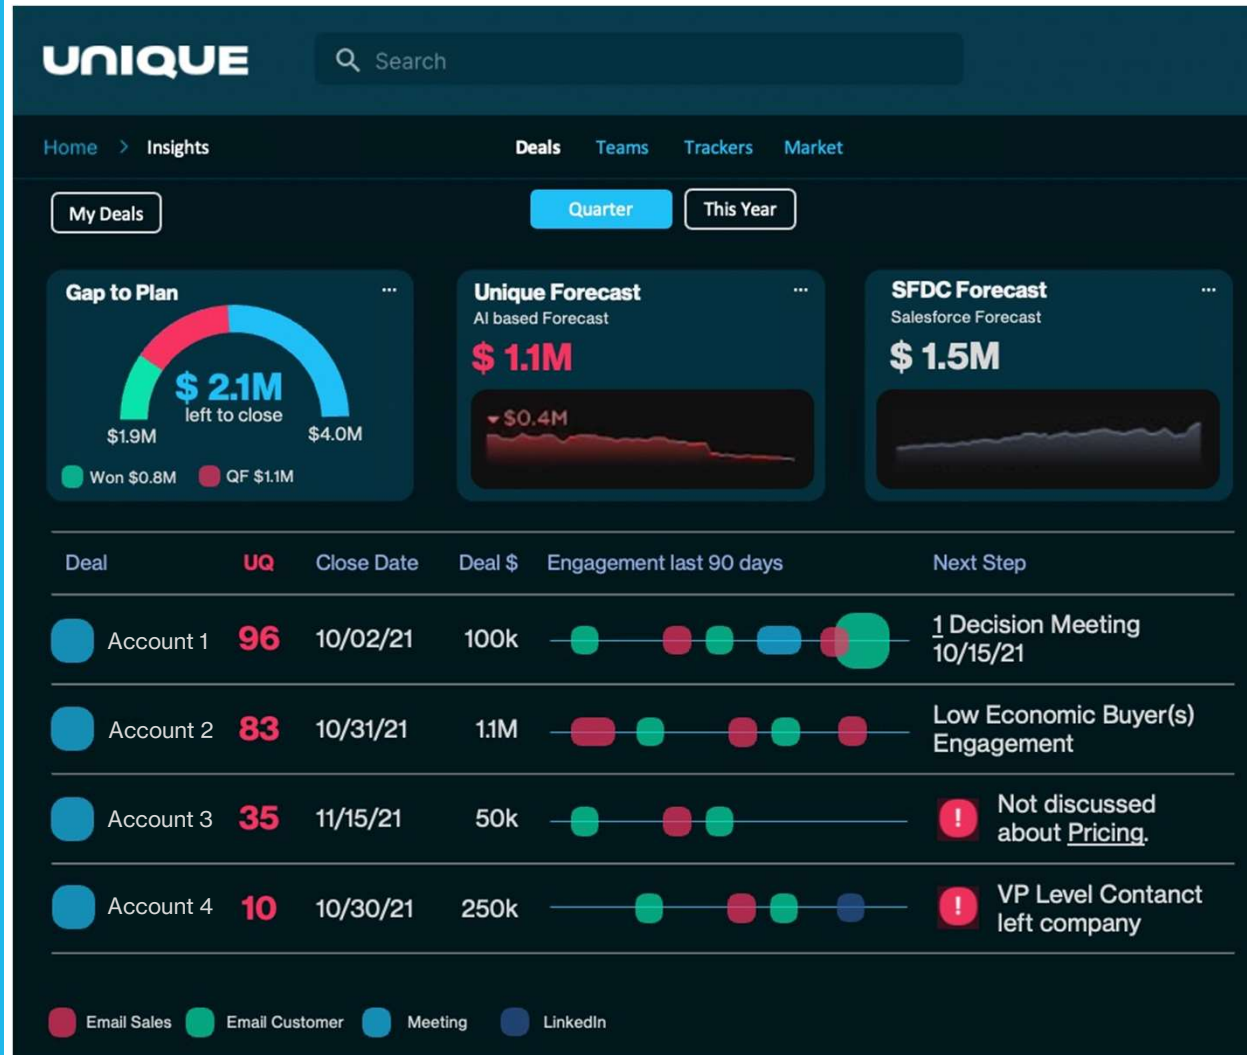 UNIQUE
Search
Home > Insights
Deals Teams Trackers Market
My Deals
Quarter This Year
Gap to Plan ...
$ 2.1M
left to close
$1.9M $4.0M
Won $0.8M QF $1.1M
Unique Forecast ...
AI based Forecast
$ 1.1M
$0.4M
SFDC Forecast ...
Salesforce Forecast
$ 1.5M
Deal UQ Close Date Deal $ Engagement last 90 days Next Step
Account 1 96 10/02/21 100k 1 Decision Meeting
10/15/21
Account 2 83 10/31/21 1.1M Low Economic Buyer(s)
Engagement
Account 3 35 11/15/21 50k ! Not discussed
about Pricing.
Account 4 10 10/30/21 250k ! VP Level Contanct
left company
Email Sales Email Customer Meeting LinkedIn